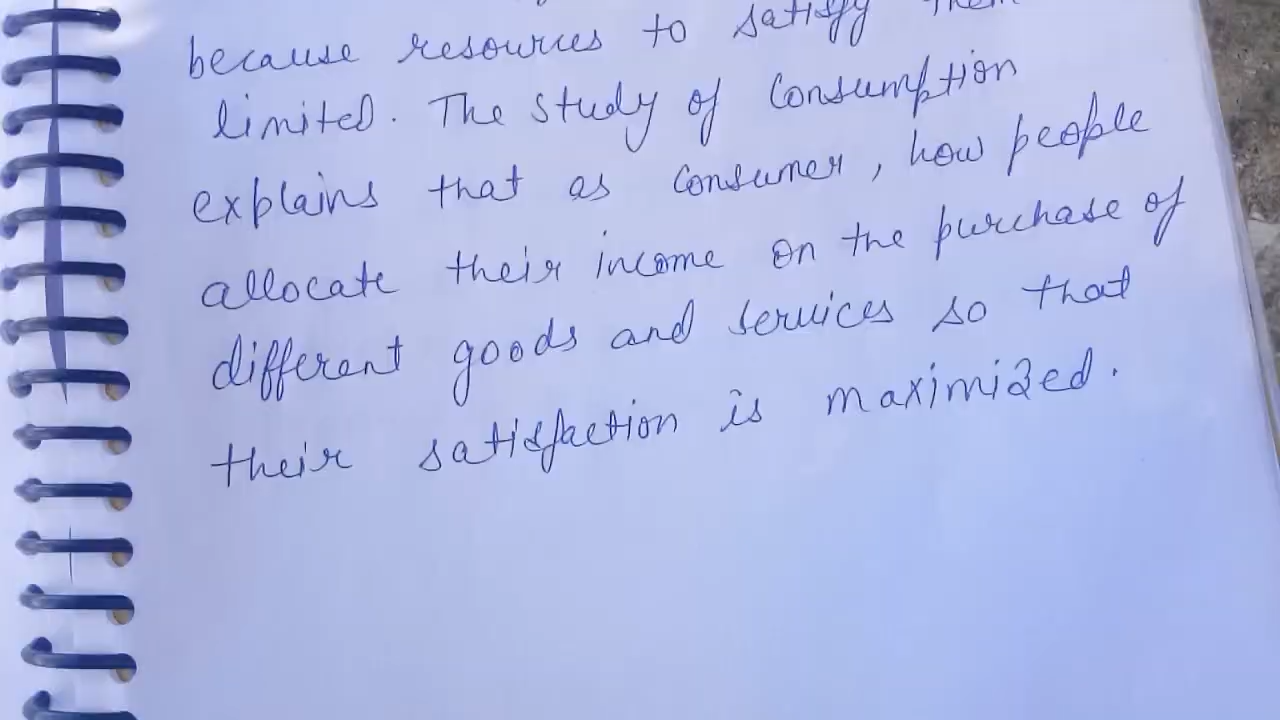 because resources to satisfy them
limited. The study of Consumption
explains that as consumer, how people
allocate their income on the purchase of
different goods and services so that
their satisfaction is maximized.